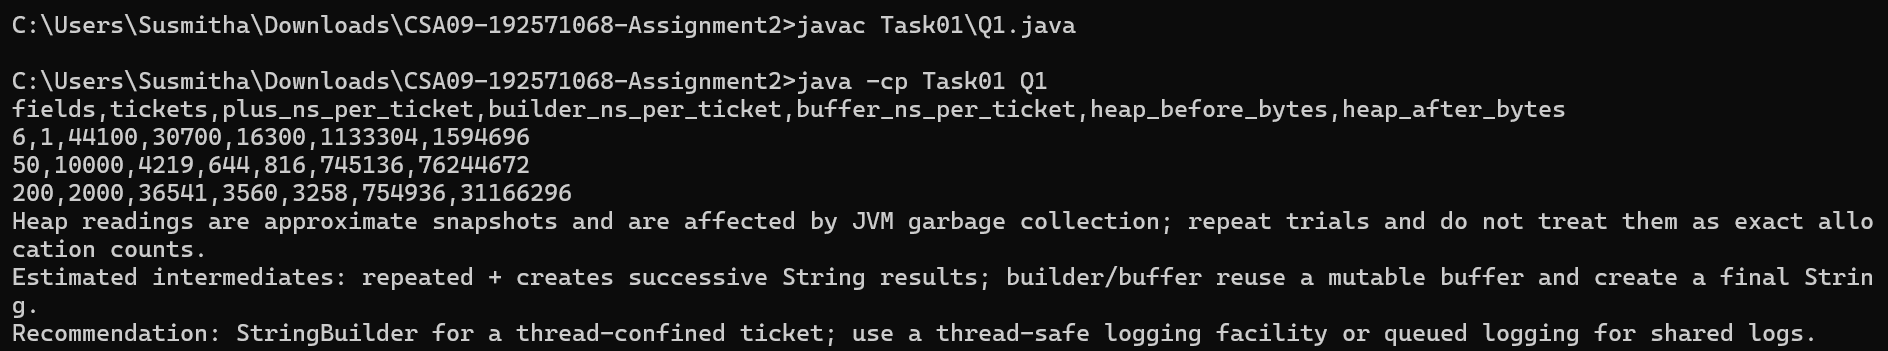 C:\Users\Susmitha\Downloads\CSA09-192571068-Assignment2>javac Task01\Q1.java
C:\Users\Susmitha\Downloads\CSA09-192571068-Assignment2>java -cp Task01 Q1
fields,tickets,plus_ns_per_ticket,builder_ns_per_ticket,buffer_ns_per_ticket,heap_before_bytes,heap_after_bytes
6,1,44100,30700,16300,1133304,1594696
50,10000,4219,644,816,745136,76244672
200,2000,36541,3560,3258,754936,31166296
Heap readings are approximate snapshots and are affected by JVM garbage collection; repeat trials and do not treat them as exact allo
cation counts.
Estimated intermediates: repeated + creates successive String results; builder/buffer reuse a mutable buffer and create a final Strin
g.
Recommendation: StringBuilder for a thread-confined ticket; use a thread-safe logging facility or queued logging for shared logs.